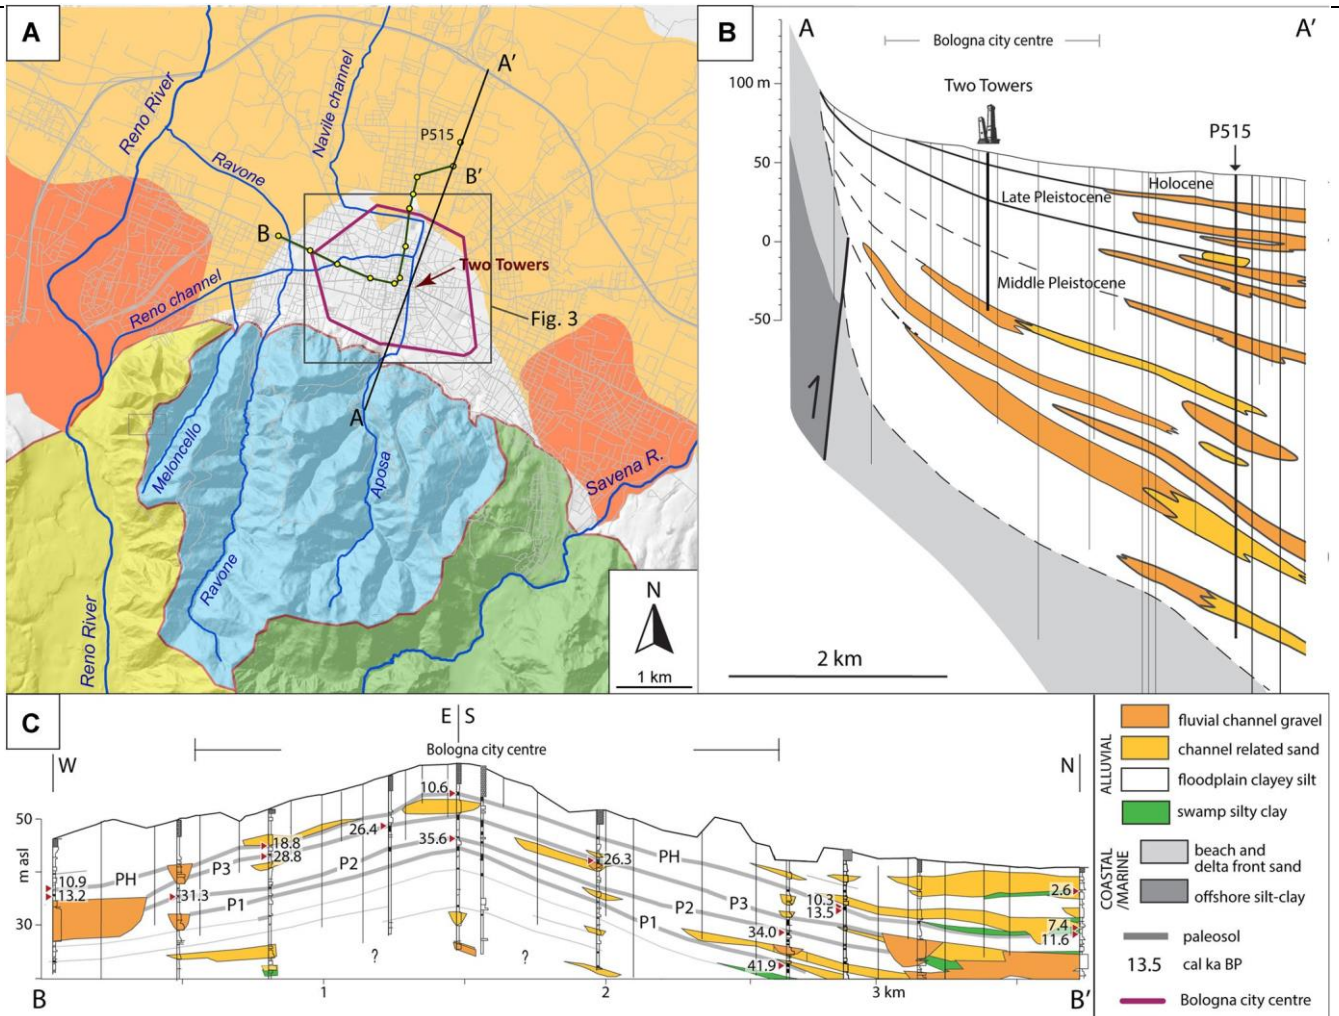 A
Reno River
Ravone
Navile channel
A'
P515
B'
B
Two Towers
Reno channel
Fig. 3
A
Meloncello
Aposa
Savena R.
Ravone
Reno River
N
1 km
B
A
Bologna city centre
A'
100 m
Two Towers
P515
50
Holocene
Late Pleistocene
0
Middle Pleistocene
-50
2 km
C
E S
Bologna city centre
W
N
50
m asl
30
10.6
26.4
18.8
28.8
35.6
26.3
PH
P3
P2
P1
10.9
13.2
31.3
PH
P3
P2
P1
10.3
13.5
34.0
41.9
2.6
7.4
11.6
?
?
B
1
2
3 km
B'
ALLUVIAL
fluvial channel gravel
channel related sand
floodplain clayey silt
swamp silty clay
COASTAL
/MARINE
beach and
delta front sand
offshore silt-clay
paleosol
13.5 cal ka BP
Bologna city centre